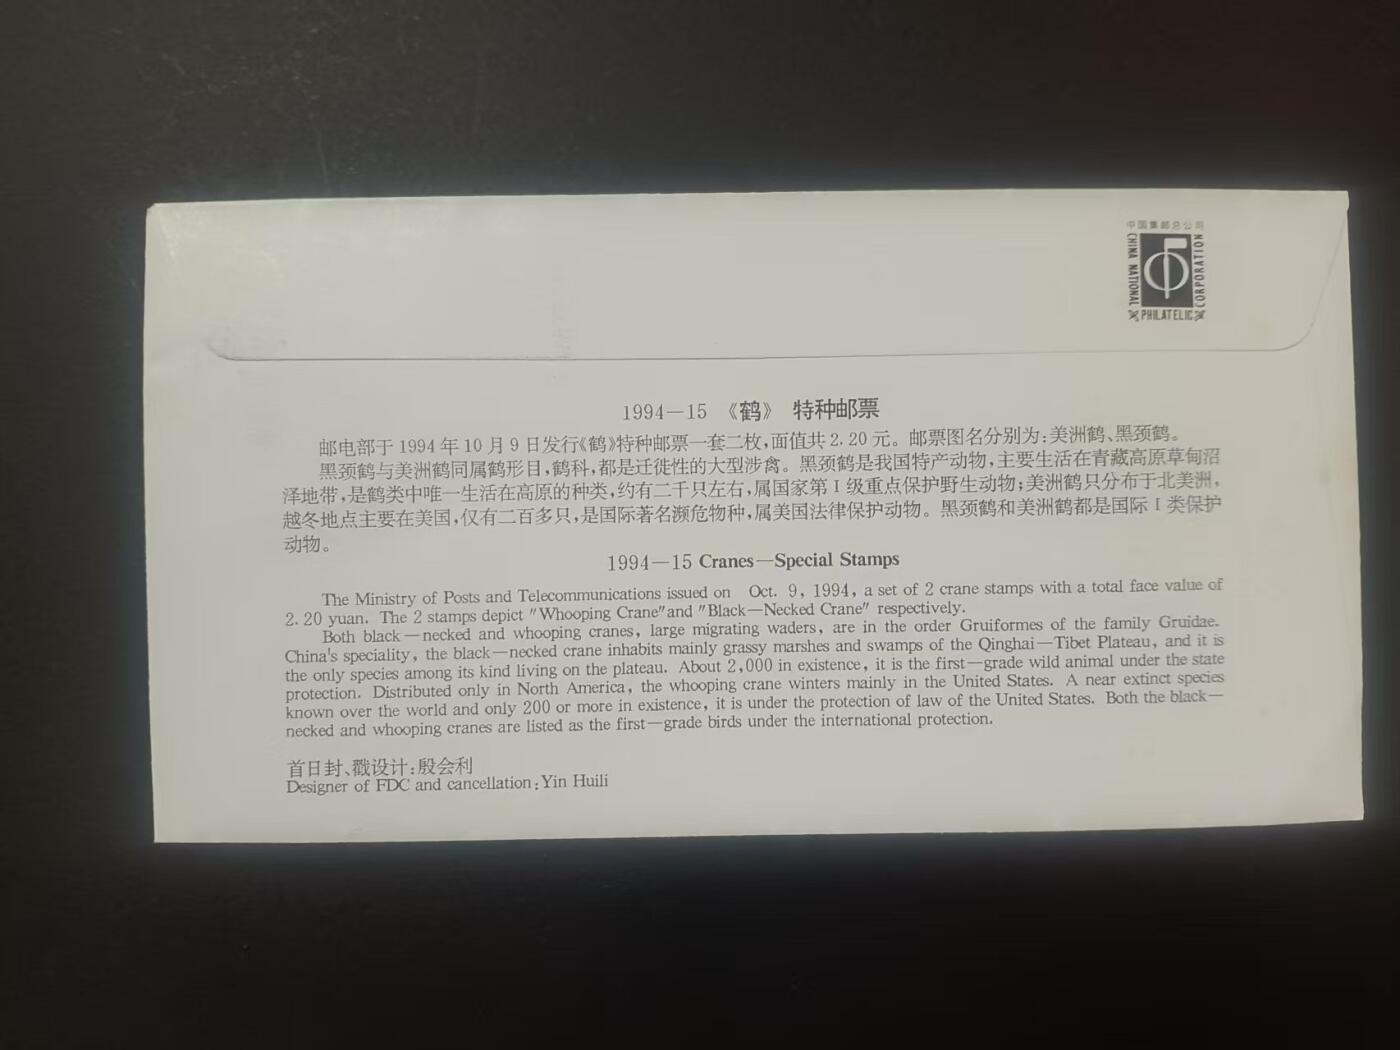 中国集邮总公司
CHINA NATIONAL
PHILATELIC
CORPORATION
1994—15 《鹤》 特种邮票
邮电部于 1994 年 10 月 9 日发行《鹤》特种邮票一套二枚,面值共 2.20 元。邮票图名分别为:美洲鹤、黑颈鹤。
黑颈鹤与美洲鹤同属鹤形目,鹤科,都是迁徙性的大型涉禽。黑颈鹤是我国特产动物,主要生活在青藏高原草甸沼
泽地带,是鹤类中唯一生活在高原的种类,约有二千只左右,属国家第 I 级重点保护野生动物;美洲鹤只分布于北美洲,
越冬地点主要在美国,仅有二百多只,是国际著名濒危物种,属美国法律保护动物。黑颈鹤和美洲鹤都是国际 I 类保护
动物。
1994—15 Cranes—Special Stamps
The Ministry of Posts and Telecommunications issued on Oct. 9, 1994, a set of 2 crane stamps with a total face value of
2.20 yuan. The 2 stamps depict "Whooping Crane"and "Black—Necked Crane" respectively.
Both black—necked and whooping cranes, large migrating waders, are in the order Gruiformes of the family Gruidae.
China's speciality, the black—necked crane inhabits mainly grassy marshes and swamps of the Qinghai—Tibet Plateau, and it is
the only species among its kind living on the plateau. About 2,000 in existence, it is the first—grade wild animal under the state
protection. Distributed only in North America, the whooping crane winters mainly in the United States. A near extinct species
known over the world and only 200 or more in existence, it is under the protection of law of the United States. Both the black—
necked and whooping cranes are listed as the first—grade birds under the international protection.
首日封、戳设计:殷会利
Designer of FDC and cancellation:Yin Huili